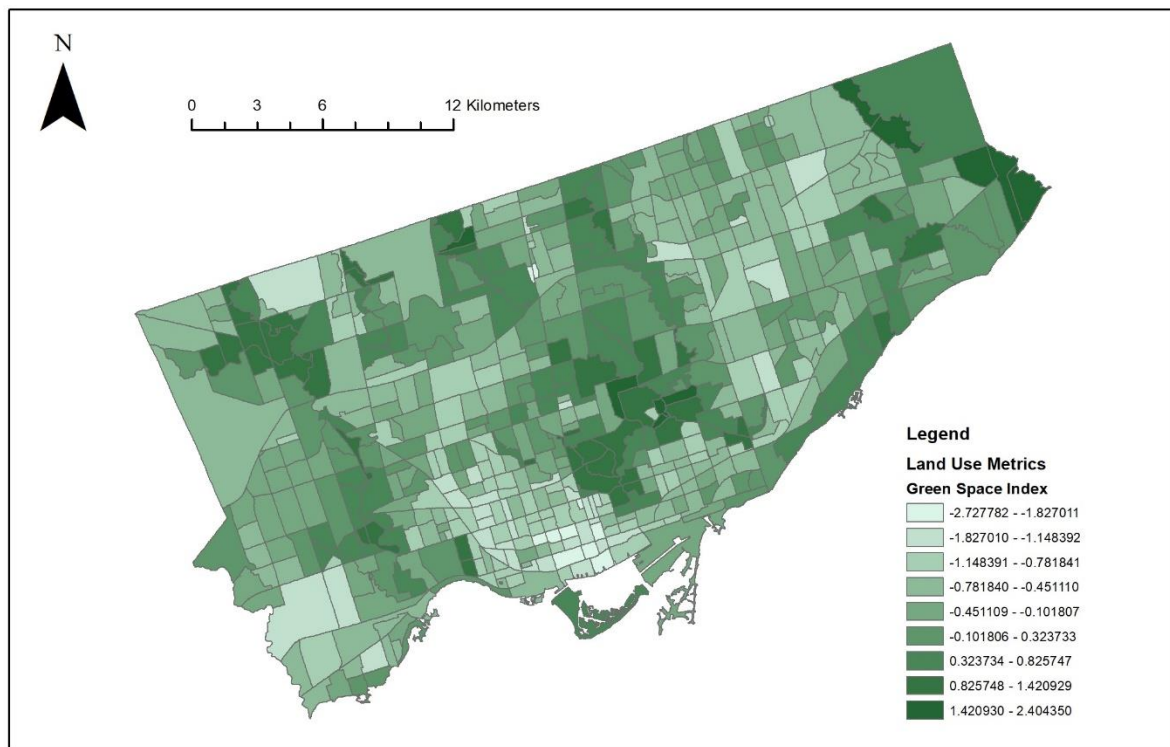 N
0 3 6 12 Kilometers
Legend
Land Use Metrics
Green Space Index
-2.727782 - -1.827011
-1.827010 - -1.148392
-1.148391 - -0.781841
-0.781840 - -0.451110
-0.451109 - -0.101807
-0.101806 - 0.323733
0.323734 - 0.825747
0.825748 - 1.420929
1.420930 - 2.404350